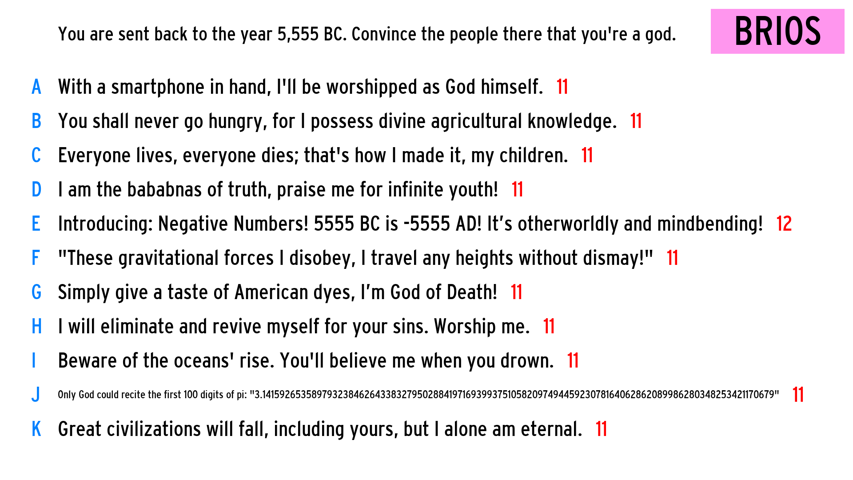 You are sent back to the year 5,555 BC. Convince the people there that you're a god.
BRIOS
A With a smartphone in hand, I'll be worshipped as God himself. 11
B You shall never go hungry, for I possess divine agricultural knowledge. 11
C Everyone lives, everyone dies; that's how I made it, my children. 11
D I am the bababnas of truth, praise me for infinite youth! 11
E Introducing: Negative Numbers! 5555 BC is -5555 AD! It's otherworldly and mindbending! 12
F "These gravitational forces I disobey, I travel any heights without dismay!" 11
G Simply give a taste of American dyes, I'm God of Death! 11
H I will eliminate and revive myself for your sins. Worship me. 11
I Beware of the oceans' rise. You'll believe me when you drown. 11
J Only God could recite the first 100 digits of pi: "3.1415926535897932384626433832795028841971693993751058209749445923078164062862089986280348253421170679" 11
K Great civilizations will fall, including yours, but I alone am eternal. 11